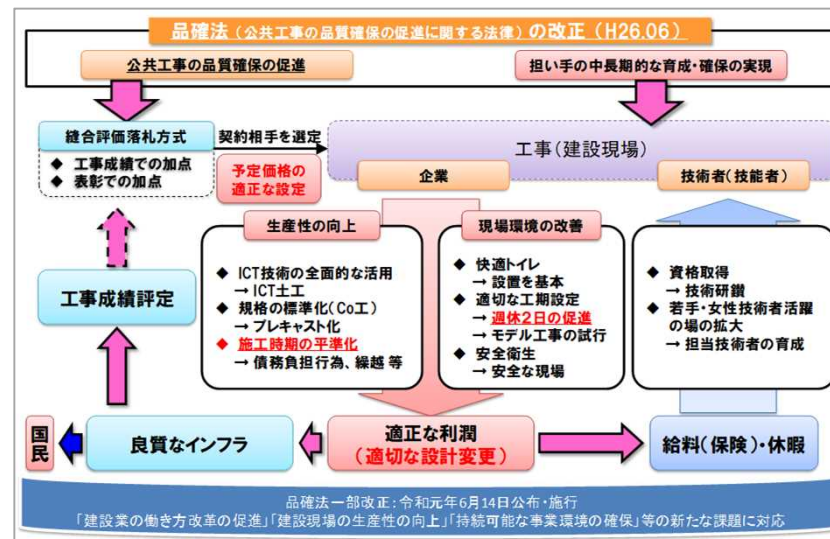 品確法(公共工事の品質確保の促進に関する法律)の改正(H26.06)
公共工事の品質確保の促進
担い手の中長期的な育成・確保の実現
縫合評価落札方式
◆ 工事成績での加点
◆ 表彰での加点
契約相手を選定
予定価格の
適正な設定
工事(建設現場)
企業
技術者(技能者)
生産性の向上
◆ ICT技術の全面的な活用
→ ICT土工
◆ 規格の標準化(Co工)
→ プレキャスト化
◆ 施工時期の平準化
→ 債務負担行為、繰越 等
現場環境の改善
◆ 快適トイレ
→ 設置を基本
◆ 適切な工期設定
→ 週休2日の促進
→ モデル工事の試行
◆ 安全衛生
→ 安全な現場
◆ 資格取得
→ 技術研鑽
◆ 若手・女性技術者活躍
の場の拡大
→ 担当技術者の育成
工事成績評定
国民
良質なインフラ
適正な利潤
(適切な設計変更)
給料(保険)・休暇
品確法一部改正:令和元年6月14日公布・施行
「建設業の働き方改革の促進」「建設現場の生産性の向上」「持続可能な事業環境の確保」等の新たな課題に対応